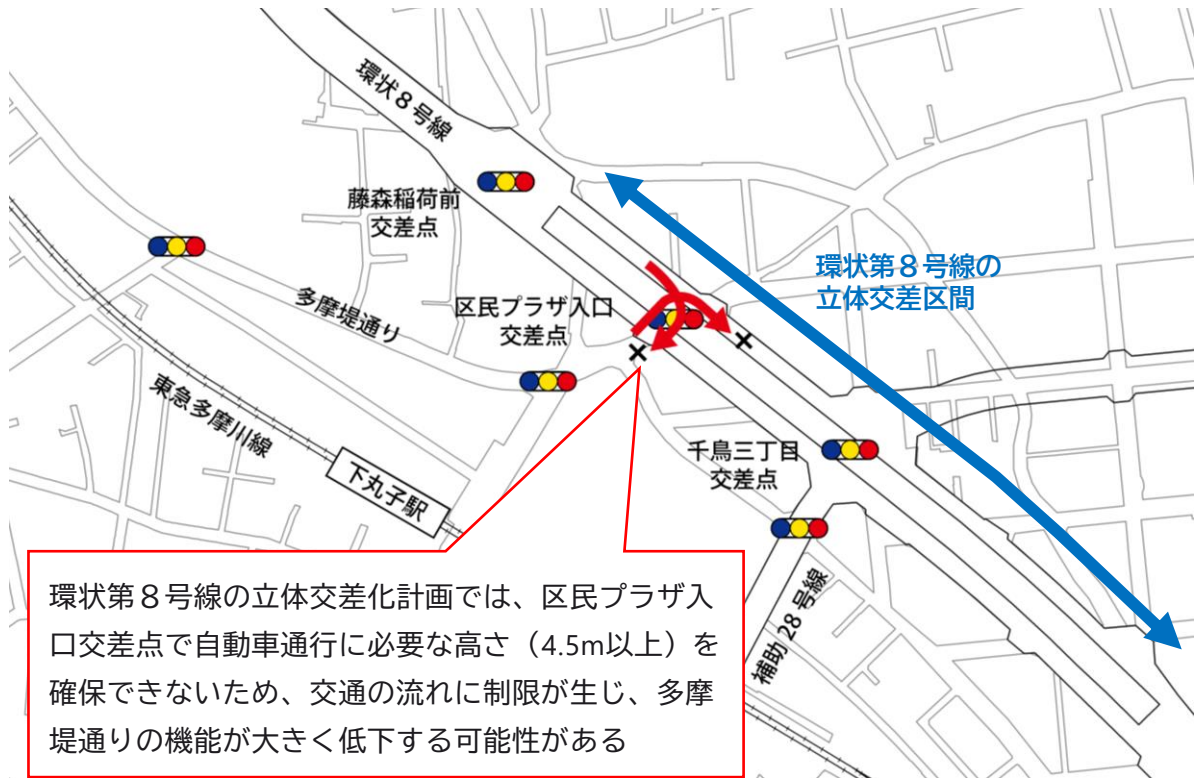 環状8号線
藤森稲荷前
交差点
環状第8号線の
立体交差区間
多摩堤通り
区民プラザ入口
交差点
東急多摩川線
千鳥三丁目
交差点
下丸子駅
補助28号線
環状第８号線の立体交差化計画では、区民プラザ入
口交差点で自動車通行に必要な高さ（4.5m以上）を
確保できないため、交通の流れに制限が生じ、多摩
堤通りの機能が大きく低下する可能性がある